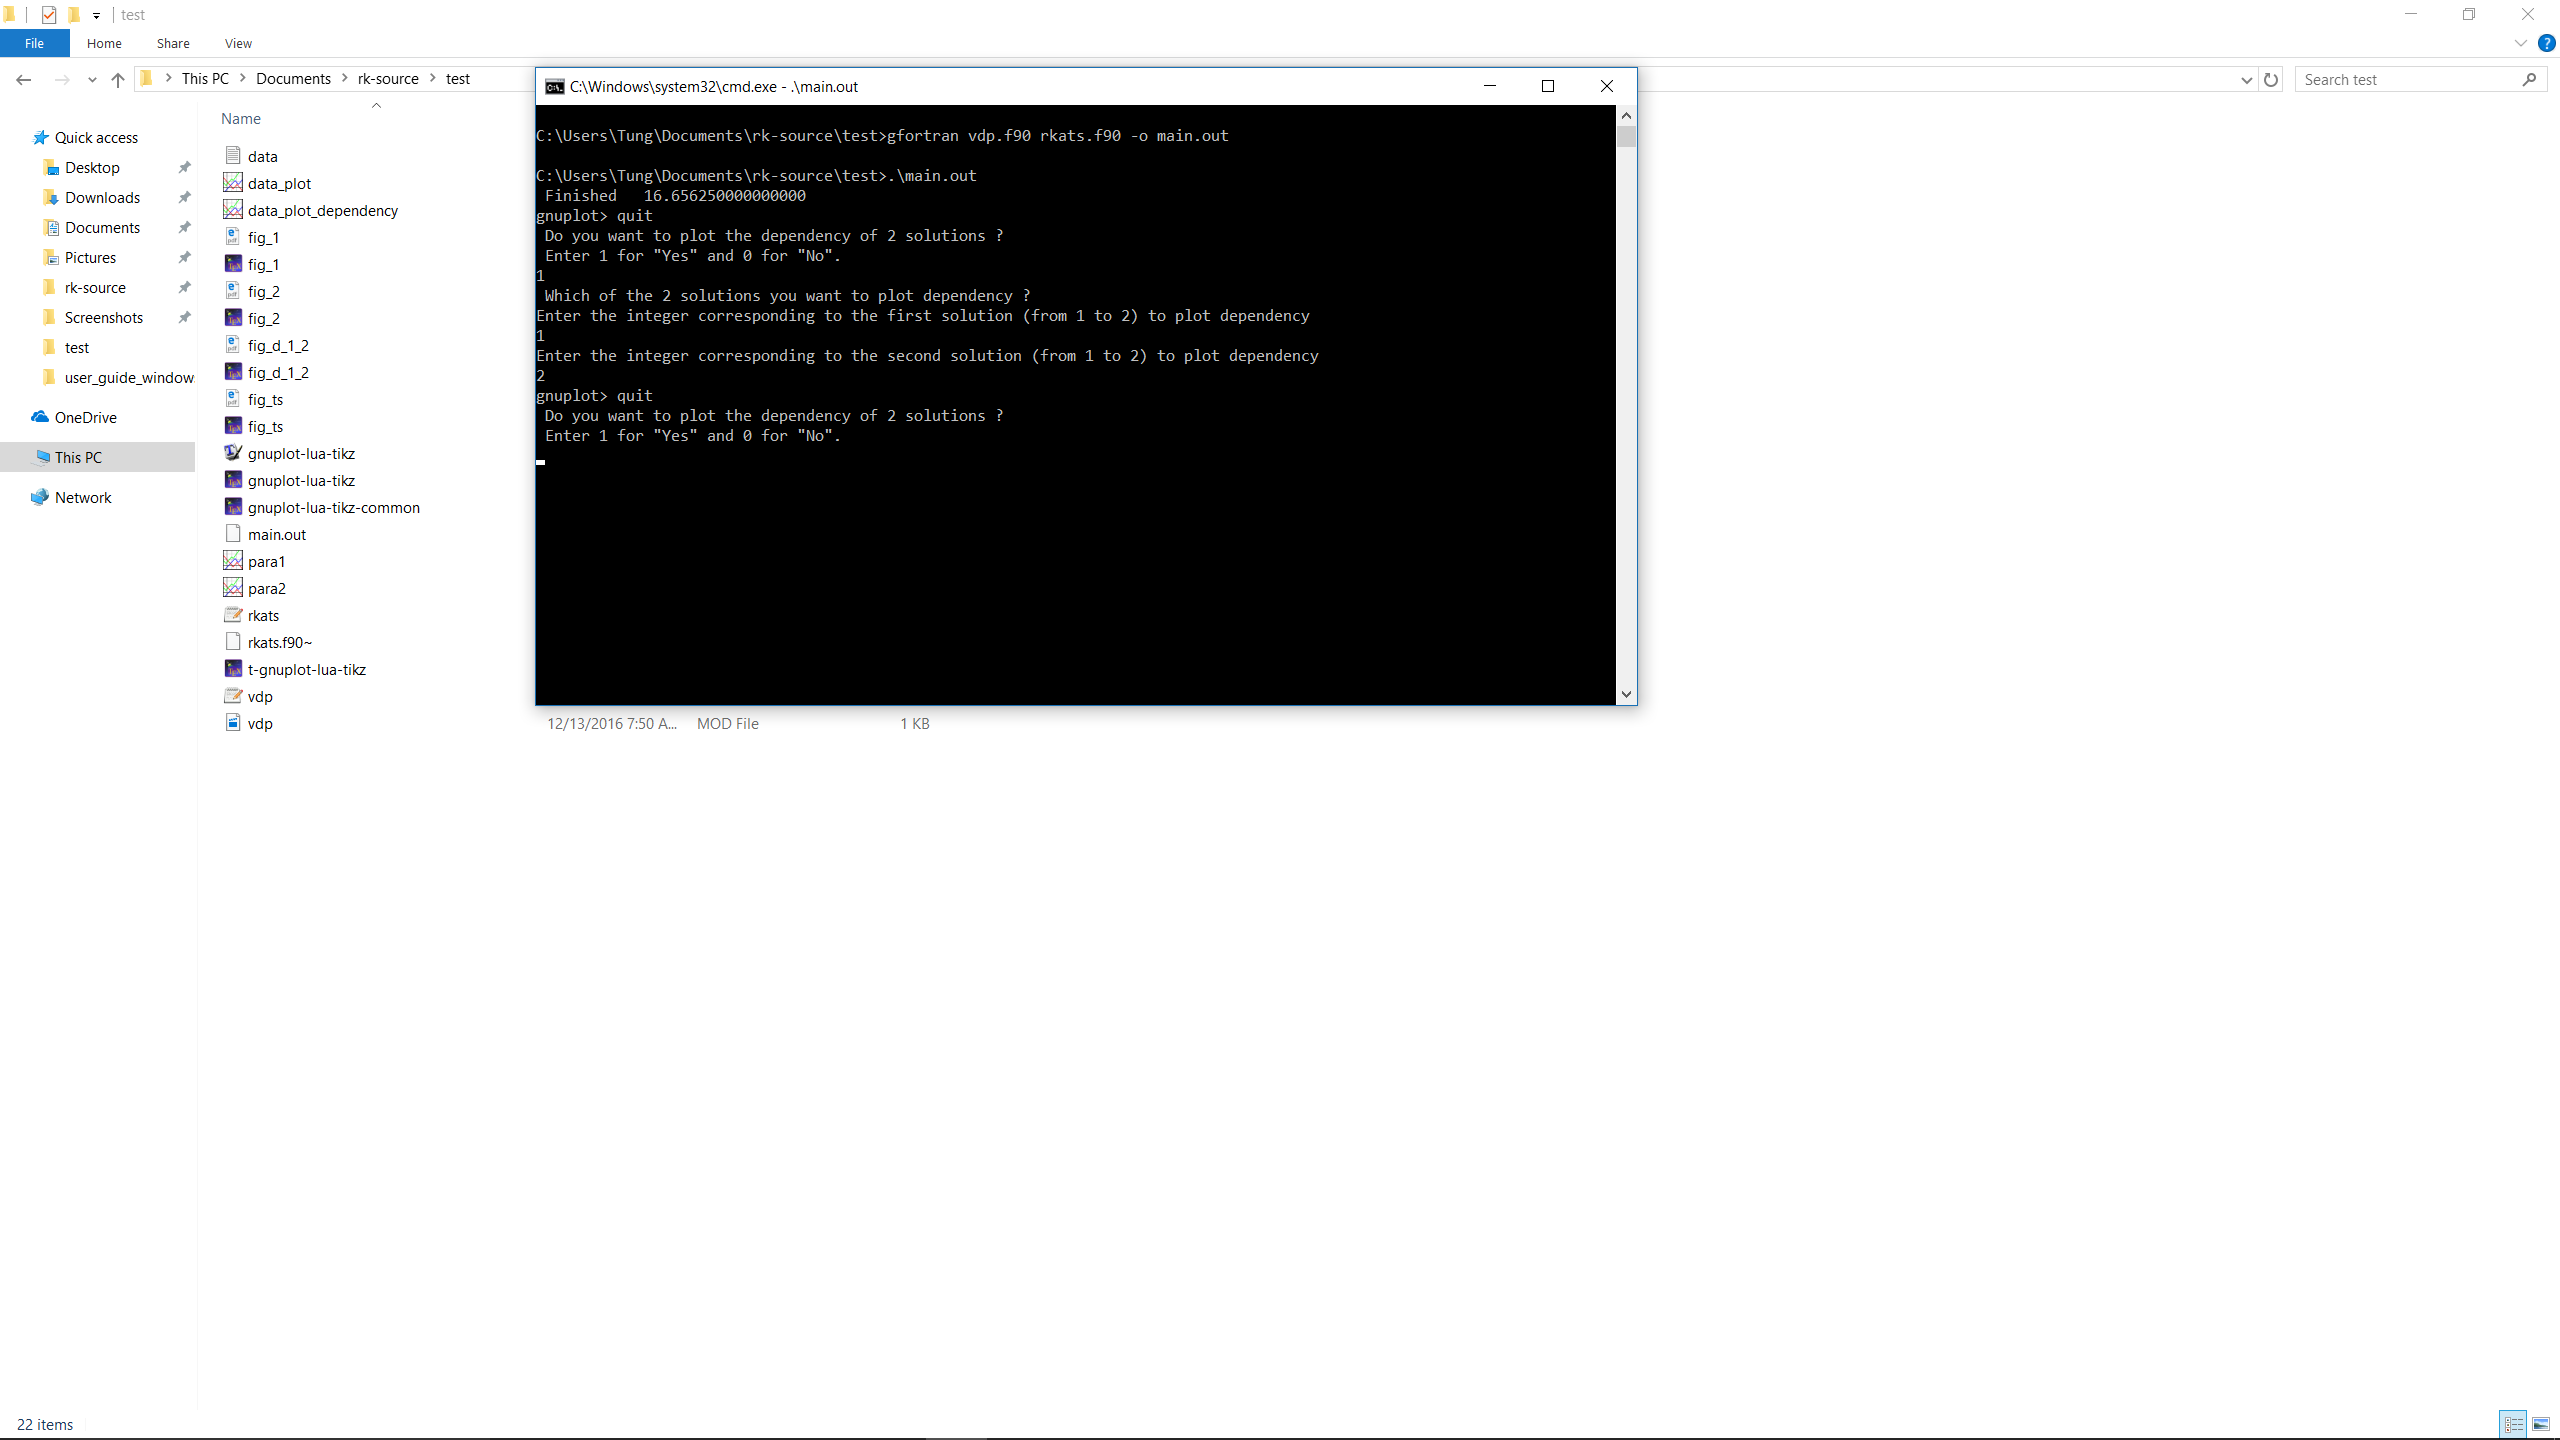 test
File Home Share View
This PC Documents rk-source test
Search test
Quick access
Desktop
Downloads
Documents
Pictures
rk-source
Screenshots
test
user_guide_window
OneDrive
This PC
Network
Name
data
data_plot
data_plot_dependency
fig_1
fig_1
fig_2
fig_2
fig_d_1_2
fig_d_1_2
fig_ts
fig_ts
gnuplot-lua-tikz
gnuplot-lua-tikz
gnuplot-lua-tikz-common
main.out
para1
para2
rkats
rkats.f90~
t-gnuplot-lua-tikz
vdp
vdp 12/13/2016 7:50 A... MOD File 1 KB
C:\Windows\system32\cmd.exe - .\main.out
C:\Users\Tung\Documents\rk-source\test>gfortran vdp.f90 rkats.f90 -o main.out
C:\Users\Tung\Documents\rk-source\test>.\main.out
Finished 16.656250000000000
gnuplot> quit
Do you want to plot the dependency of 2 solutions ?
Enter 1 for "Yes" and 0 for "No".
1
Which of the 2 solutions you want to plot dependency ?
Enter the integer corresponding to the first solution (from 1 to 2) to plot dependency
1
Enter the integer corresponding to the second solution (from 1 to 2) to plot dependency
2
gnuplot> quit
Do you want to plot the dependency of 2 solutions ?
Enter 1 for "Yes" and 0 for "No".
22 items